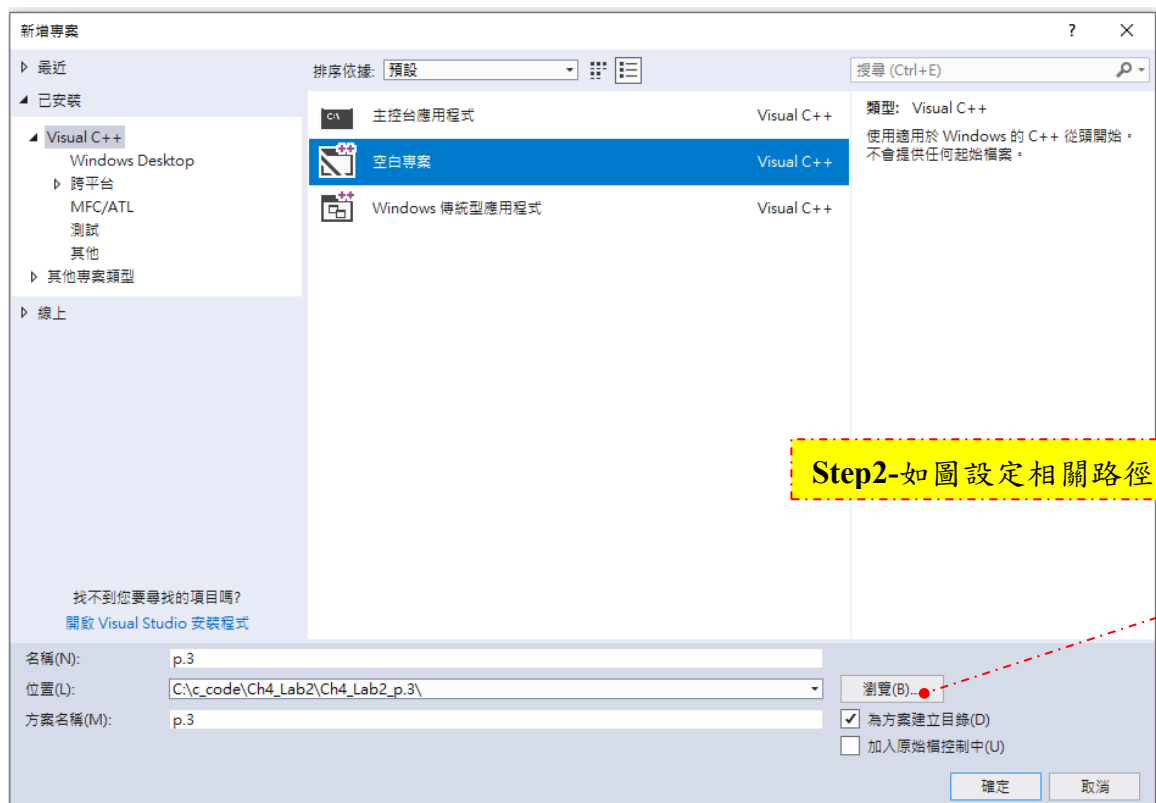 新增專案 ?
最近
已安裝
Visual C++
Windows Desktop
跨平台
MFC/ATL
測試
其他
其他專案類型
線上
找不到您要尋找的項目嗎?
開啟 Visual Studio 安裝程式
排序依據: 預設
主控台應用程式 Visual C++
空白專案 Visual C++
Windows 傳統型應用程式 Visual C++
搜尋 (Ctrl+E)
類型: Visual C++
使用適用於 Windows 的 C++ 從頭開始。
不會提供任何起始檔案。
Step2-如圖設定相關路徑
名稱(N): p.3
位置(L): C:\c_code\Ch4_Lab2\Ch4_Lab2_p.3\ 瀏覽(B)...
方案名稱(M): p.3 為方案建立目錄(D)
加入原始檔控制中(U)
確定 取消